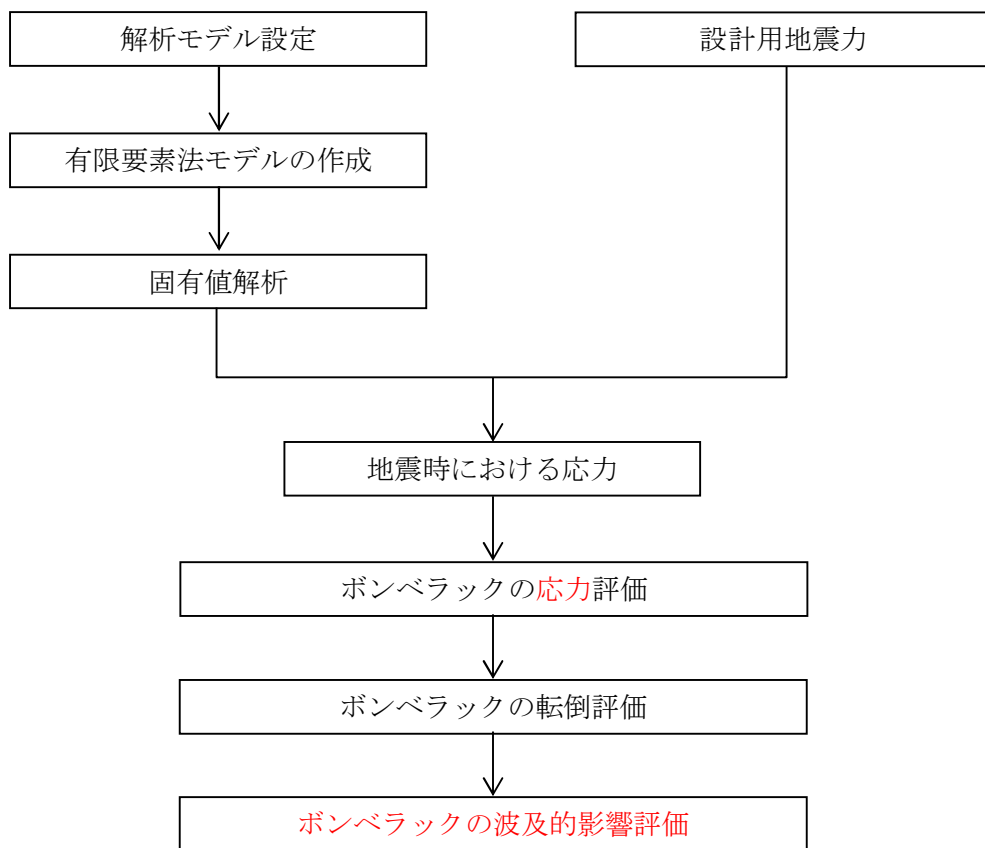 解析モデル設定
設計用地震力
有限要素法モデルの作成
固有値解析
地震時における応力
ボンベラックの応力評価
ボンベラックの転倒評価
ボンベラックの波及的影響評価